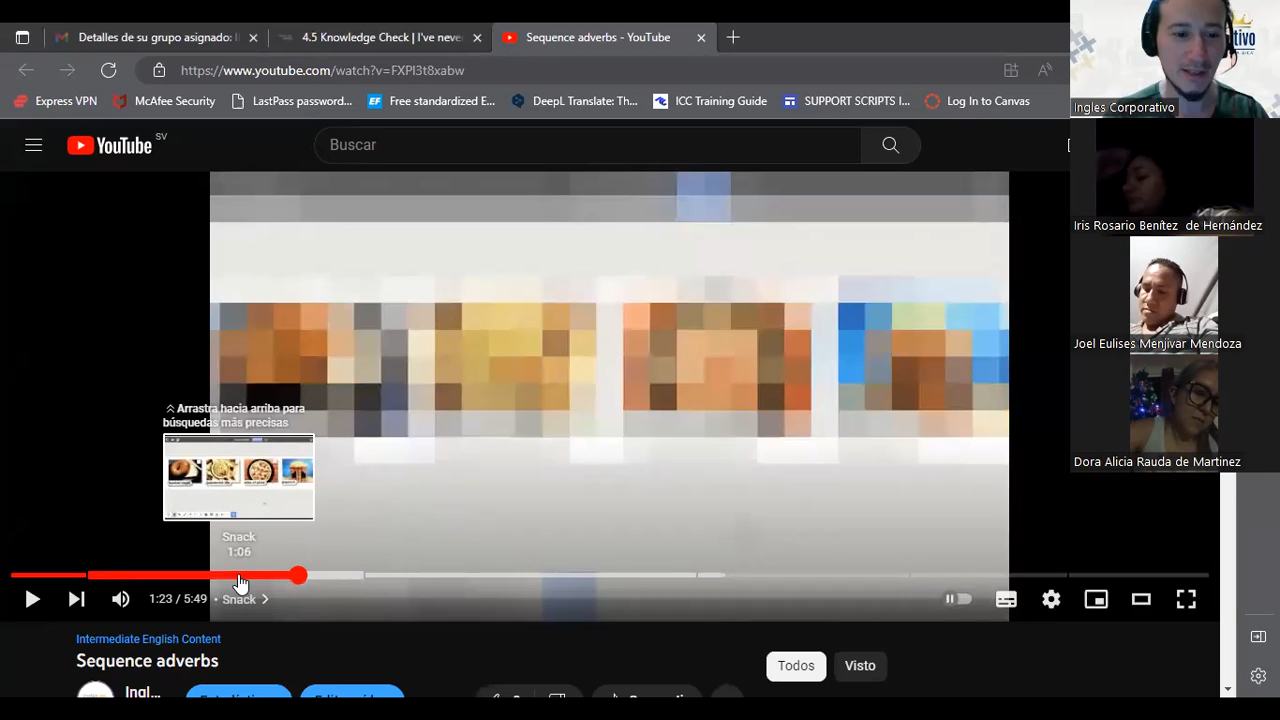 Detalles de su grupo asignado: I
4.5 Knowledge Check | I've neve
Sequence adverbs - YouTube
tivo
https://www.youtube.com/watch?v=FXPl3t8xabw
Express VPN
McAfee Security
LastPass password...
Free standardized E...
DeepL Translate: Th...
ICC Training Guide
SUPPORT SCRIPTS I...
Log In to Canvas
Ingles Corporativo
YouTube
SV
Buscar
Iris Rosario Benítez de Hernández
Joel Eulises Menjivar Mendoza
Arrastra hacia arriba para
búsquedas más precisas
Dora Alicia Rauda de Martinez
Snack
1:06
1:23 / 5:49 • Snack
Intermediate English Content
Sequence adverbs
Todos
Visto
Ingl...